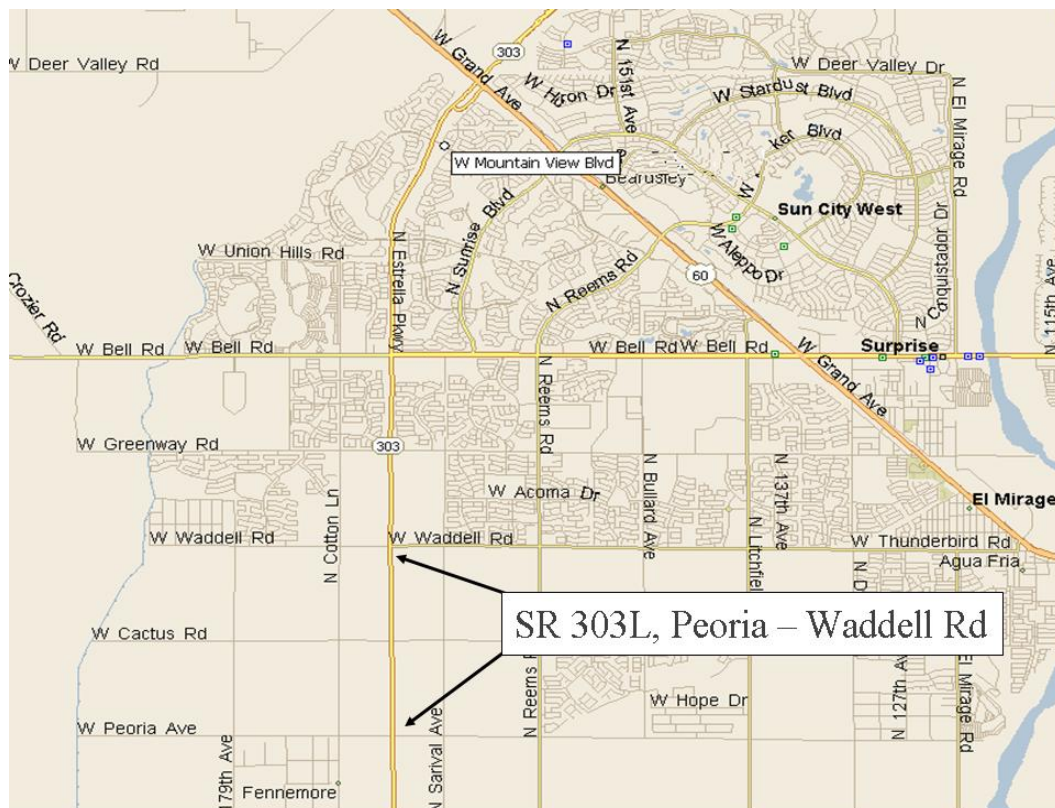 303
W Deer Valley Rd
W Grand Ave
N 151st Ave
W Deer Valley Dr
W Stardust Blvd
N El Mirage Rd
ker Blvd
W Mountain View Blvd
Beardsley
W
Sun City West
W Union Hills Rd
N Estrella Pkwy
N Sunrise Blvd
N Reems Rd
W Aleppo Dr
N Conquistador Dr
N 115th Ave
60
Crozier Rd
W Bell Rd
W Bell Rd
W Bell Rd
W Bell Rd
Surprise
W Grand Ave
N Reems Rd
W Greenway Rd
303
N Cotton Ln
W Acoma Dr
N Bullard Ave
N 137th Ave
El Mirage
W Waddell Rd
W Waddell Rd
N Litchfiel
W Thunderbird Rd
Agua Fria
SR 303L, Peoria – Waddell Rd
W Cactus Rd
N Reems
N D
N 127th Ave
El Mirage Rd
W Hope Dr
W Peoria Ave
179th Ave
N Sarival Ave
Fennemore